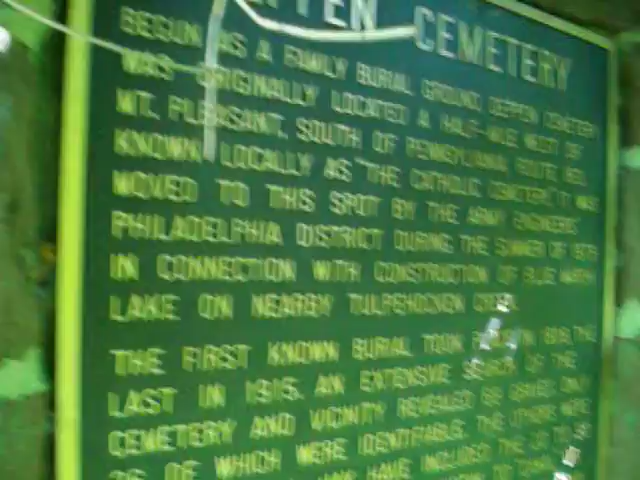 CEMETERY
BEGUN AS A FAMILY BURIAL GROUND, DEPPEN CEMETERY
WAS ORIGINALLY LOCATED A HALF-MILE WEST OF
MT. PLEASANT, SOUTH OF PENNSYLVANIA ROUTE
KNOWN LOCALLY AS "THE CATHOLIC CEMETERY," IT WAS
MOVED TO THIS SPOT BY THE ARMY ENGINEERS'
PHILADELPHIA DISTRICT DURING THE SUMMER OF
IN CONNECTION WITH CONSTRUCTION OF BLUE MARSH
LAKE ON NEARBY TULPEHOCKEN CREEK.
THE FIRST KNOWN BURIAL TOOK THE
LAST IN 1915. AN EXTENSIVE SEARCH OF THE
CEMETERY AND VICINITY REVEALED GRAVES, ONLY
OF WHICH WERE IDENTIFIABLE. THE OTHERS WERE
HAVE INCLUDED THE